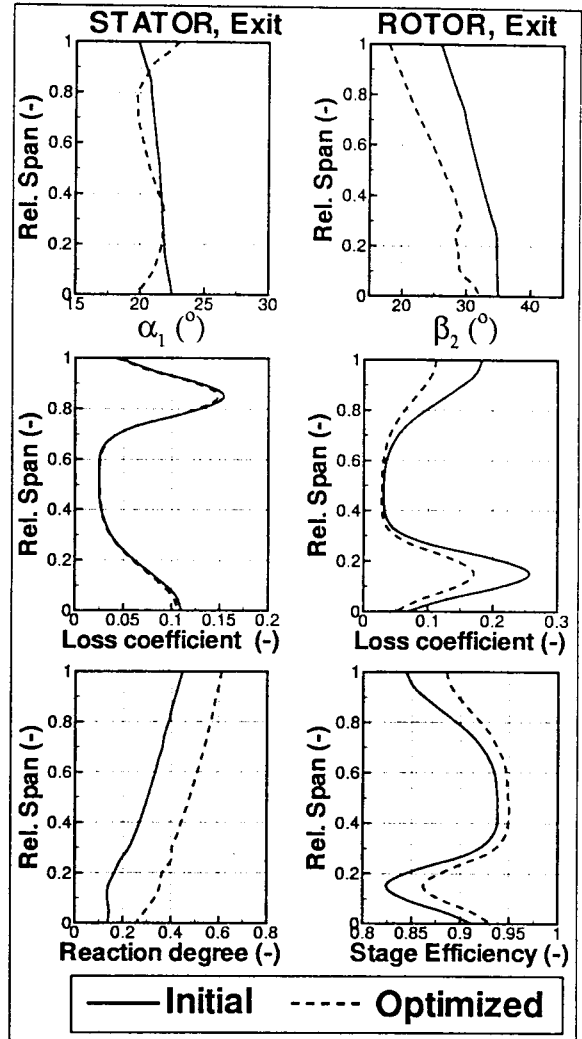 STATOR, Exit
ROTOR, Exit
Rel. Span (-)
1
0.8
0.6
0.4
0.2
0
15 20 25 30
α1 (°)
Rel. Span (-)
1
0.8
0.6
0.4
0.2
0
20 30 40
β2 (°)
Rel. Span (-)
1
0.8
0.6
0.4
0.2
0
0.05 0.1 0.15 0.2
Loss coefficient (-)
Rel. Span (-)
1
0.8
0.6
0.4
0.2
0
0 0.1 0.2 0.3
Loss coefficient (-)
Rel. Span (-)
1
0.8
0.6
0.4
0.2
0
0 0.2 0.4 0.6 0.8
Reaction degree (-)
Rel. Span (-)
1
0.8
0.6
0.4
0.2
0
0.8 0.85 0.9 0.95 1
Stage Efficiency (-)
Initial
Optimized